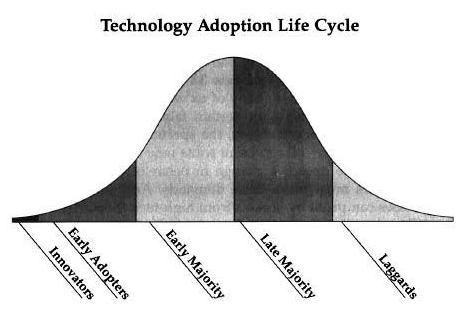 Technology Adoption Life Cycle
Innovators
Early Adopters
Early Majority
Late Majority
Laggards